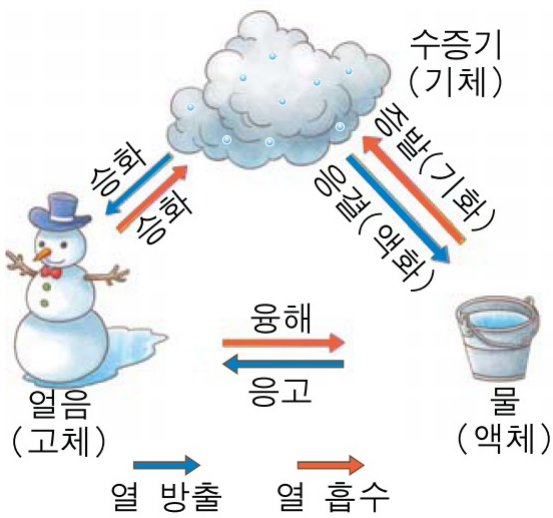 수증기
(기체)
승화
승화
증발(기화)
응결(액화)
융해
응고
얼음
(고체)
물
(액체)
열 방출
열 흡수